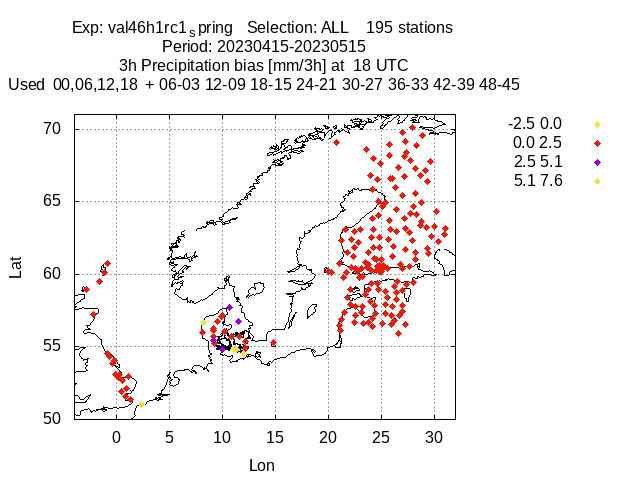 Exp: val46h1rc1spring   Selection: ALL    195 stations
Period: 20230415-20230515
3h Precipitation bias [mm/3h] at  18 UTC
Used  00,06,12,18  + 06-03 12-09 18-15 24-21 30-27 36-33 42-39 48-45
-2.5 0.0
0.0 2.5
2.5 5.1
5.1 7.6
70
65
60
55
50
Lat
0 5 10 15 20 25 30
Lon